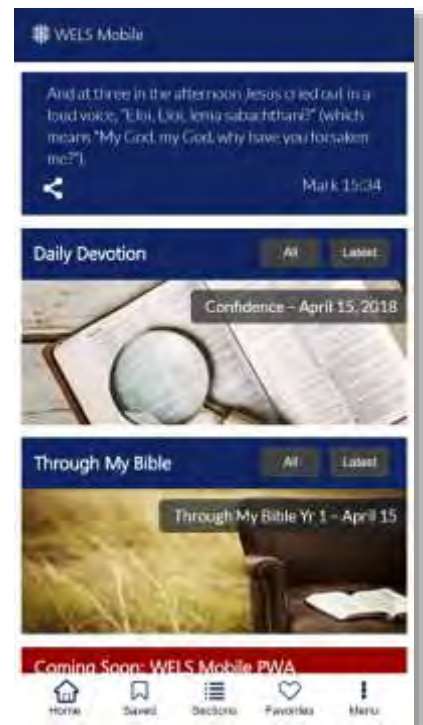 WELS Mobile
And at three in the afternoon Jesus cried out in a
loud voice, "Eloi, Eloi, lema sabachthani?" (which
means "My God, my God, why have you forsaken
me?").
Mark 15:34
Daily Devotion
All
Latest
Confidence – April 15, 2018
Through My Bible
All
Latest
Through My Bible Yr 1 – April 15
Coming Soon: WELS Mobile PWA
Home
Saved
Sections
Favorites
Menu